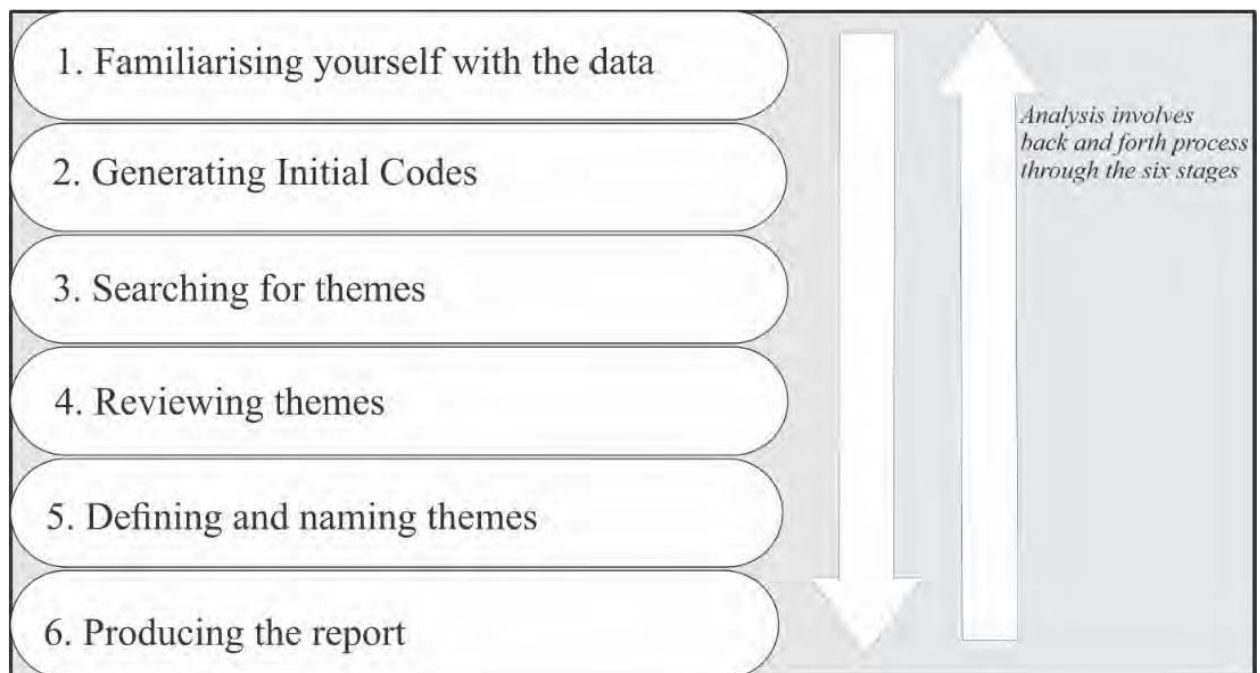 1. Familiarising yourself with the data
2. Generating Initial Codes
3. Searching for themes
4. Reviewing themes
5. Defining and naming themes
6. Producing the report
Analysis involves
back and forth process
through the six stages